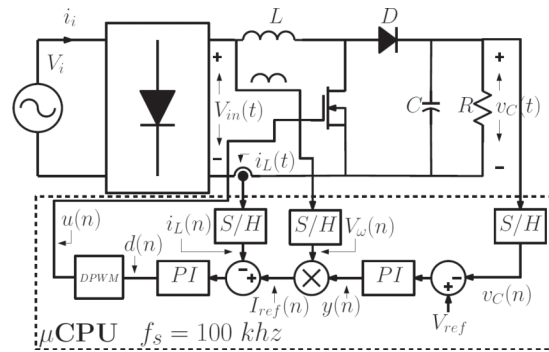 i_i
L
D
V_i
+
V_in(t)
-
C
R
+
v_C(t)
-
i_L(t)
u(n)
d(n)
i_L(n)
S/H
S/H
V_ω(n)
S/H
DPWM
PI
- +
×
PI
- +
I_ref(n)
y(n)
v_C(n)
V_ref
μCPU f_s = 100 khz